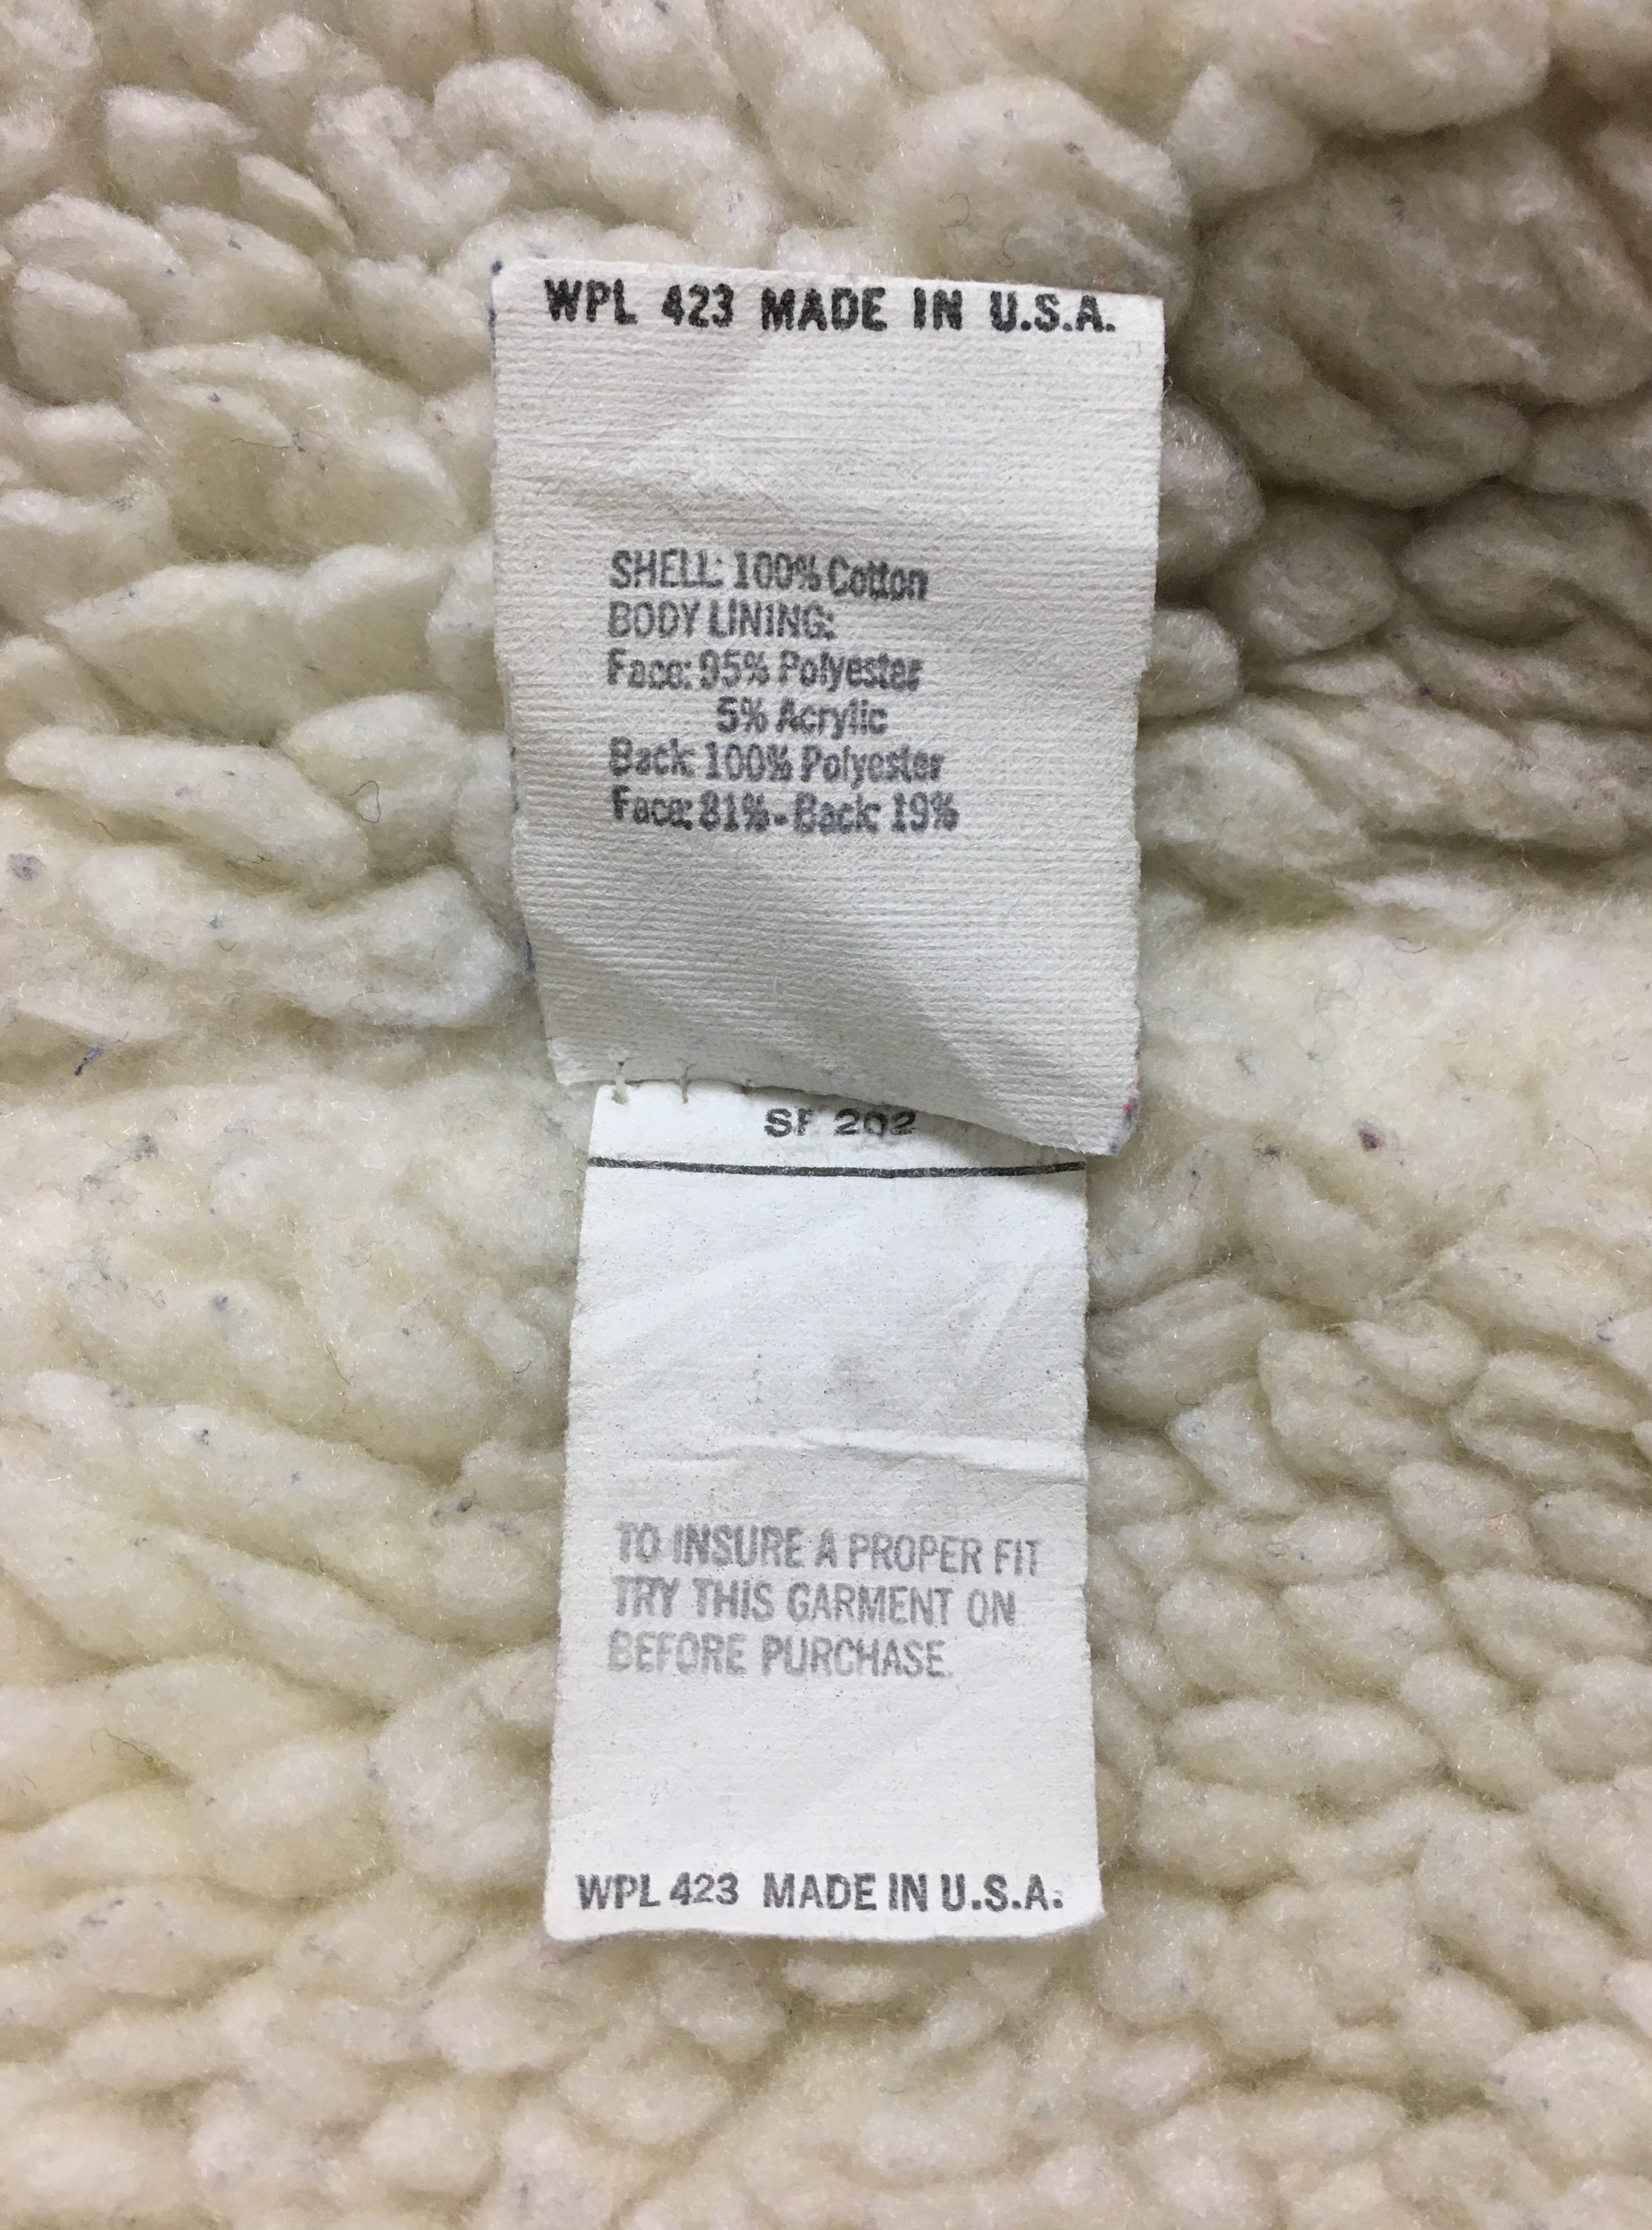 WPL 423 MADE IN U.S.A.
SHELL: 100% Cotton
BODY LINING:
Face: 95% Polyester
5% Acrylic
Back: 100% Polyester
Face: 81% - Back: 19%
202
TO INSURE A PROPER FIT
TRY THIS GARMENT ON
BEFORE PURCHASE.
WPL 423 MADE IN U.S.A.